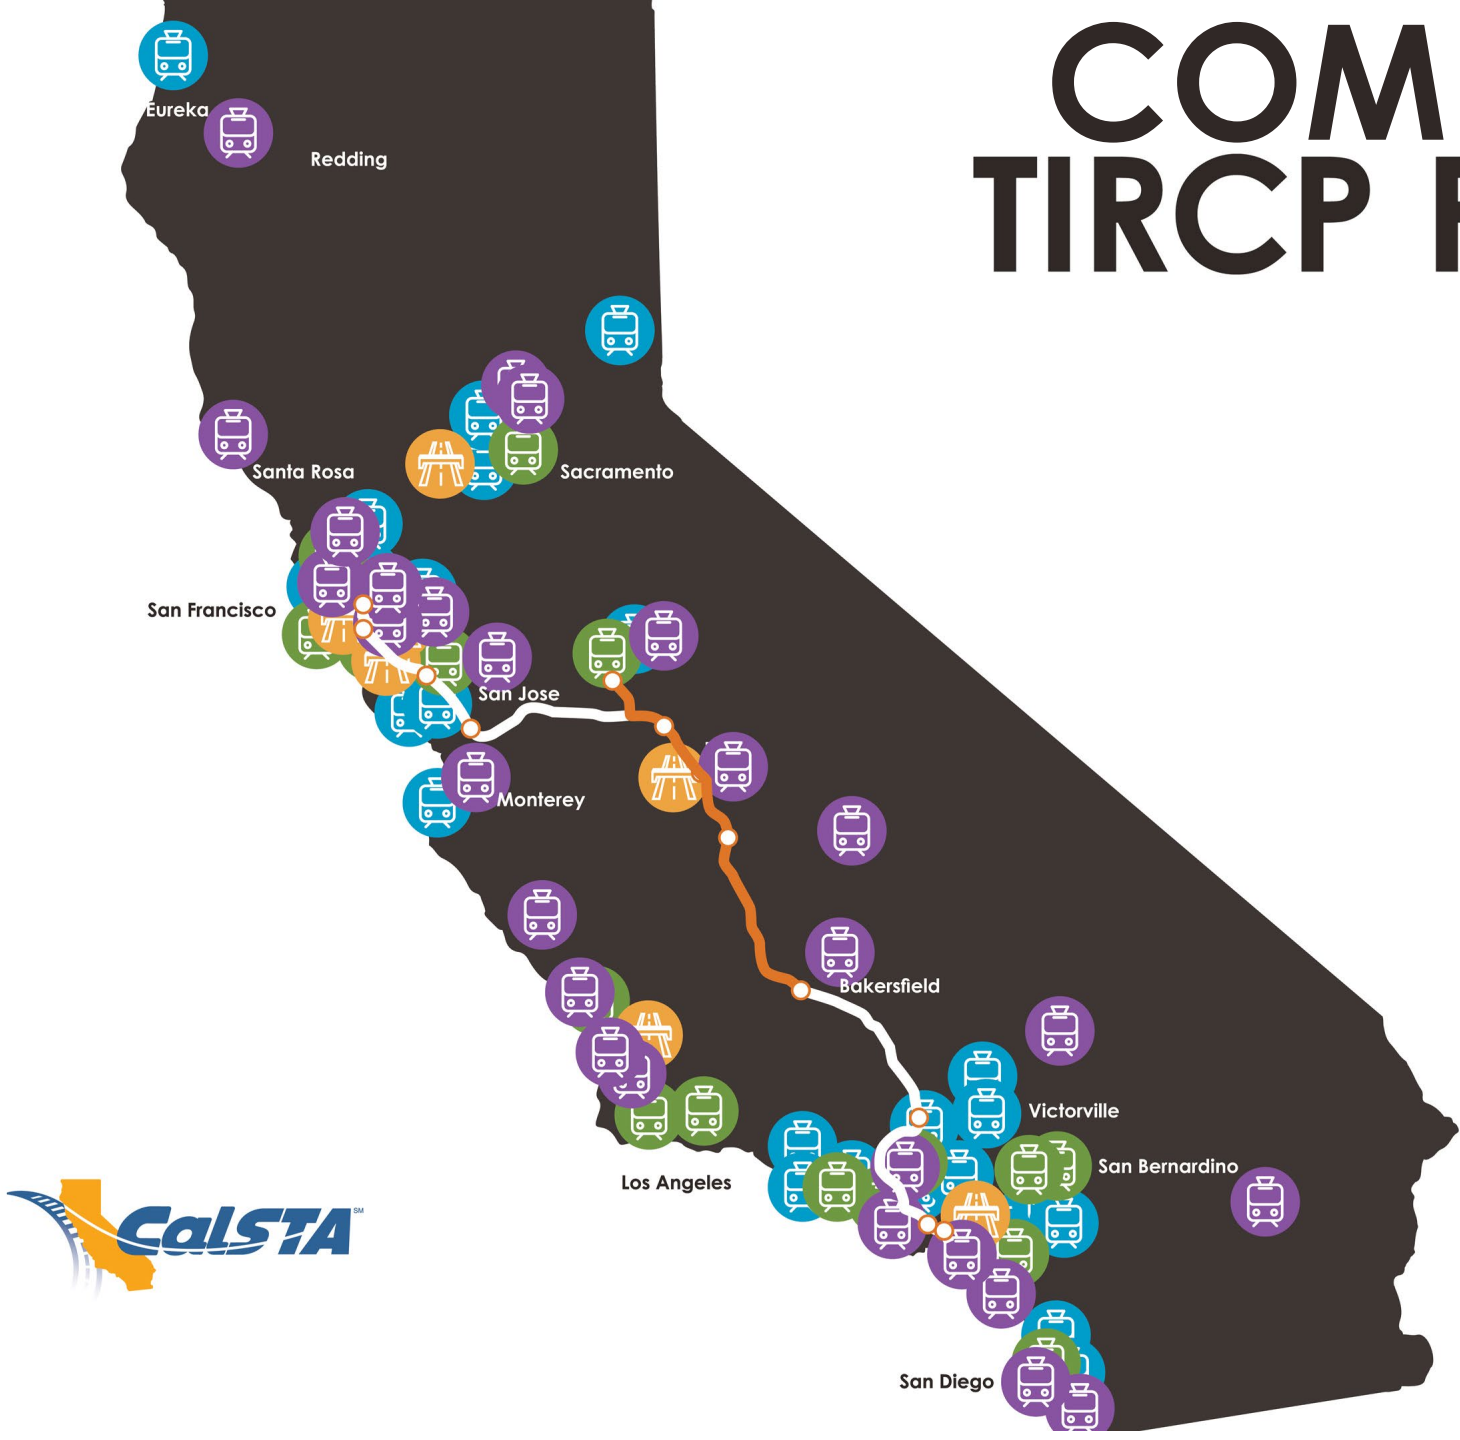 COM
TIRCP
Eureka
Redding
Santa Rosa
Sacramento
San Francisco
San Jose
Monterey
Bakersfield
Victorville
San Bernardino
Los Angeles
CalSTA SM
San Diego